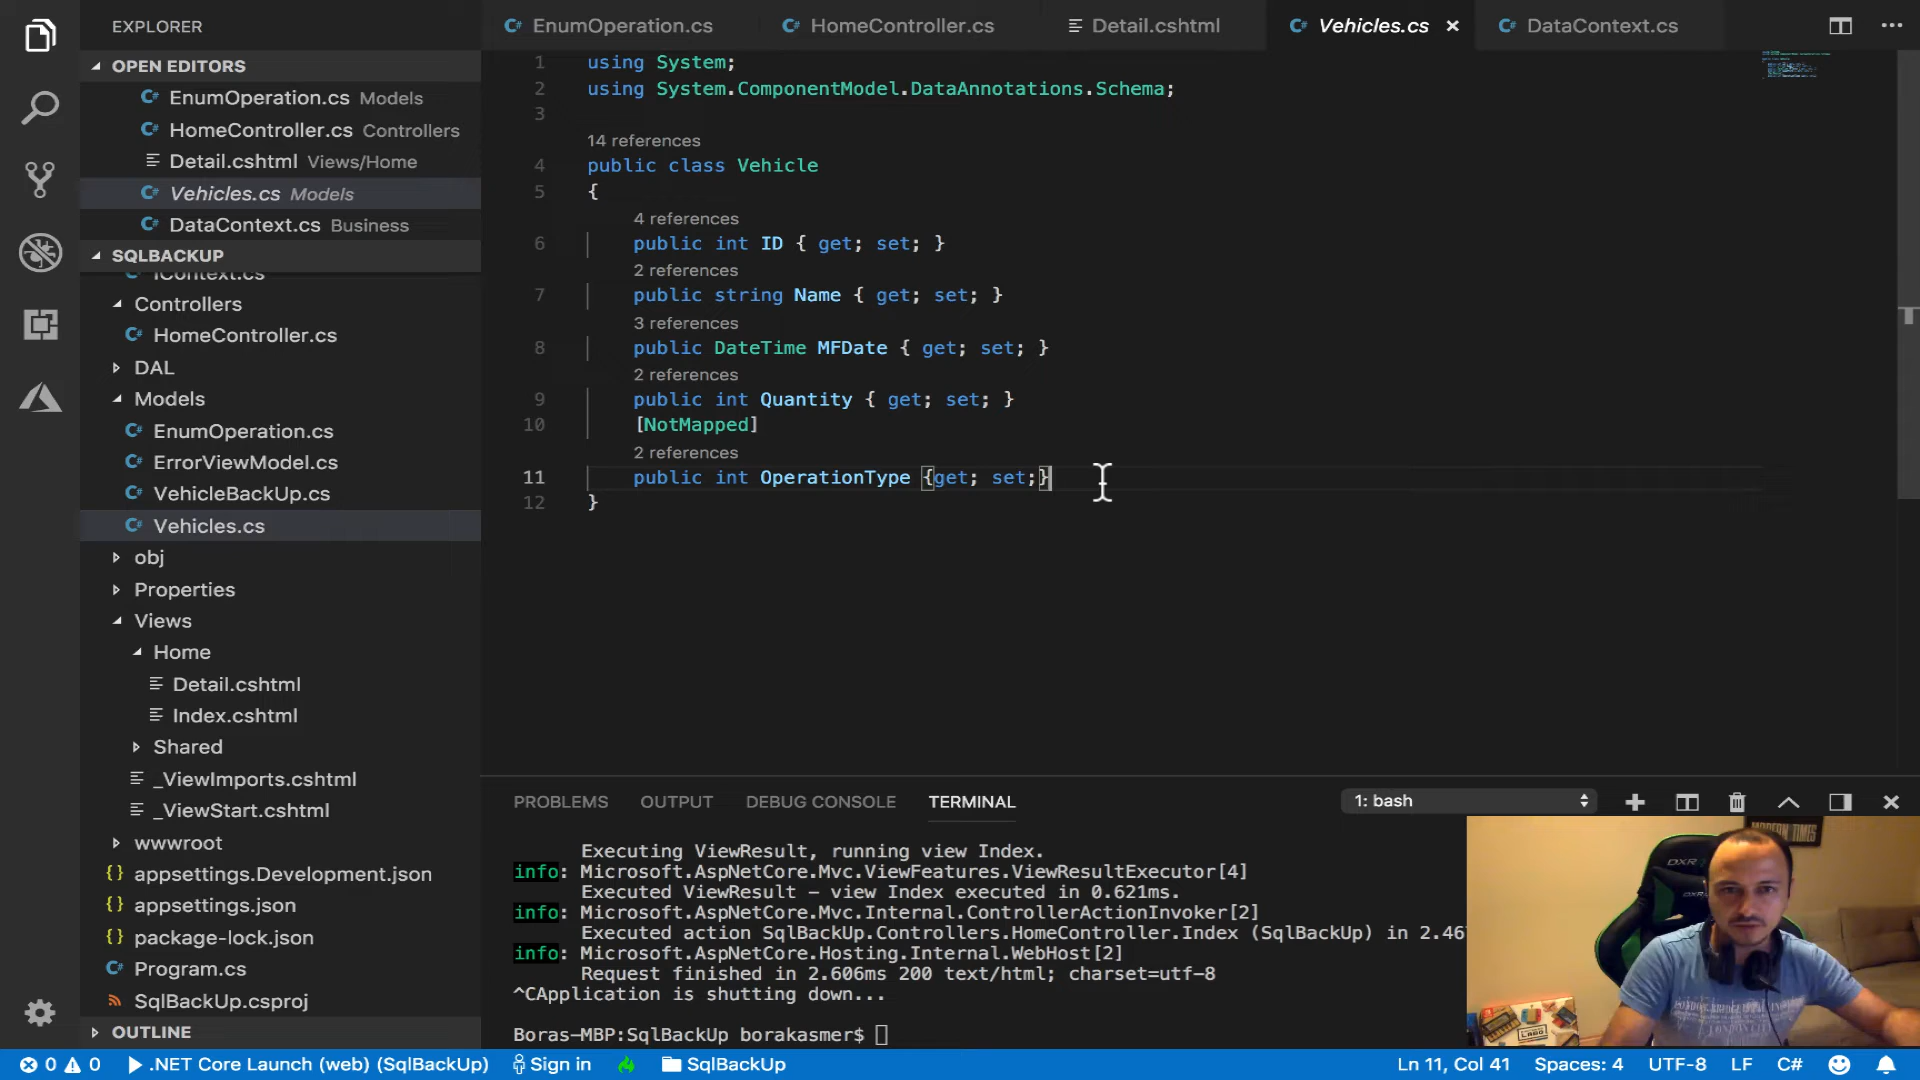 EXPLORER
OPEN EDITORS
EnumOperation.cs Models
HomeController.cs Controllers
Detail.cshtml Views/Home
Vehicles.cs Models
DataContext.cs Business
SQLBACKUP
IContext.cs
Controllers
HomeController.cs
DAL
Models
EnumOperation.cs
ErrorViewModel.cs
VehicleBackUp.cs
Vehicles.cs
obj
Properties
Views
Home
Detail.cshtml
Index.cshtml
Shared
_ViewImports.cshtml
_ViewStart.cshtml
wwwroot
{} appsettings.Development.json
{} appsettings.json
{} package-lock.json
Program.cs
SqlBackUp.csproj
OUTLINE
EnumOperation.cs HomeController.cs Detail.cshtml Vehicles.cs DataContext.cs
1 using System;
2 using System.ComponentModel.DataAnnotations.Schema;
3
14 references
4 public class Vehicle
5 {
4 references
6 public int ID { get; set; }
2 references
7 public string Name { get; set; }
3 references
8 public DateTime MFDate { get; set; }
2 references
9 public int Quantity { get; set; }
10 [NotMapped]
2 references
11 public int OperationType {get; set;}
12 }
PROBLEMS OUTPUT DEBUG CONSOLE TERMINAL 1: bash
Executing ViewResult, running view Index.
info: Microsoft.AspNetCore.Mvc.ViewFeatures.ViewResultExecutor[4]
Executed ViewResult - view Index executed in 0.621ms.
info: Microsoft.AspNetCore.Mvc.Internal.ControllerActionInvoker[2]
Executed action SqlBackUp.Controllers.HomeController.Index (SqlBackUp) in 2.46
info: Microsoft.AspNetCore.Hosting.Internal.WebHost[2]
Request finished in 2.606ms 200 text/html; charset=utf-8
^CApplication is shutting down...
Boras-MBP:SqlBackUp borakasmer$
MODERN TIMES
DXR
LABO
0 0 .NET Core Launch (web) (SqlBackUp) Sign in SqlBackUp Ln 11, Col 41 Spaces: 4 UTF-8 LF C#